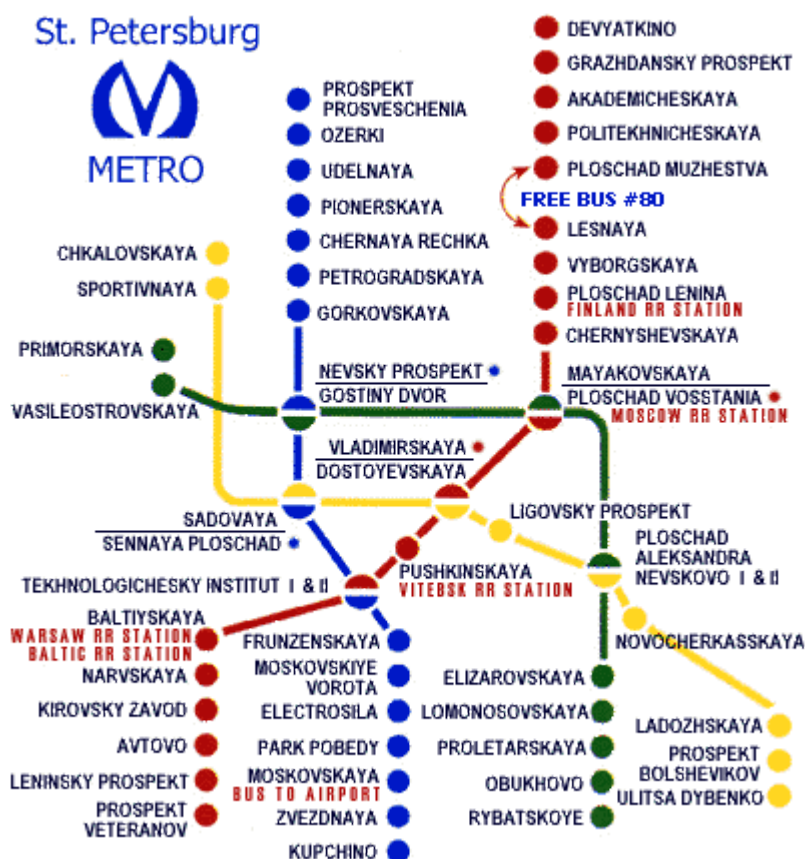 St. Petersburg
METRO
PROSPEKT
PROSVESCHENIA
OZERKI
UDELNAYA
PIONERSKAYA
CHERNAYA RECHKA
PETROGRADSKAYA
GORKOVSKAYA
DEVYATKINO
GRAZHDANSKY PROSPEKT
AKADEMICHESKAYA
POLITEKHNICHESKAYA
PLOSCHAD MUZHESTVA
FREE BUS #80
LESNAYA
VYBORGSKAYA
PLOSCHAD LENINA
FINLAND RR STATION
CHERNYSHEVSKAYA
CHKALOVSKAYA
SPORTIVNAYA
PRIMORSKAYA
VASILEOSTROVSKAYA
NEVSKY PROSPEKT
GOSTINY DVOR
MAYAKOVSKAYA
PLOSCHAD VOSSTANIA
MOSCOW RR STATION
VLADIMIRSKAYA
DOSTOYEVSKAYA
SADOVAYA
SENNAYA PLOSCHAD
LIGOVSKY PROSPEKT
PLOSCHAD
ALEKSANDRA
NEVSKOVO I & II
PUSHKINSKAYA
VITEBSK RR STATION
TEKHNOLOGICHESKY INSTITUT I & II
BALTIYSKAYA
WARSAW RR STATION
BALTIC RR STATION
NARVSKAYA
KIROVSKY ZAVOD
AVTOVO
LENINSKY PROSPEKT
PROSPEKT
VETERANOV
FRUNZENSKAYA
MOSKOVSKIYE
VOROTA
ELECTROSILA
PARK POBEDY
MOSKOVSKAYA
BUS TO AIRPORT
ZVEZDNAYA
KUPCHINO
ELIZAROVSKAYA
LOMONOSOVSKAYA
PROLETARSKAYA
OBUKHOVO
RYBATSKOYE
NOVOCHERKASSKAYA
LADOZHSKAYA
PROSPEKT
BOLSHEVIKOV
ULITSA DYBENKO